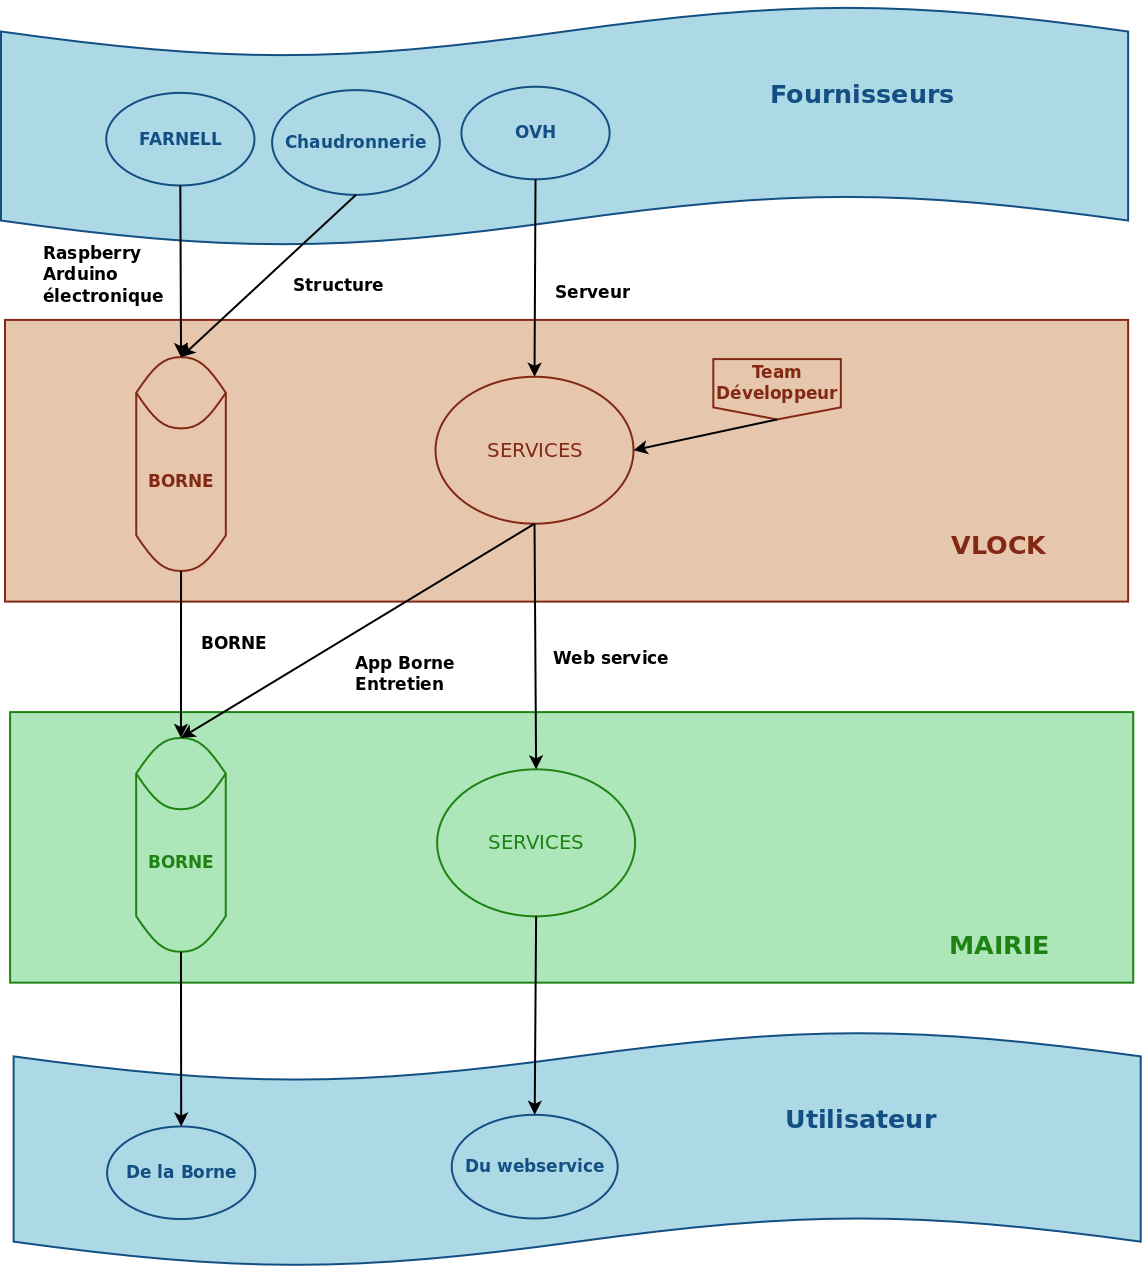 Fournisseurs
FARNELL
Chaudronnerie
OVH
Raspberry
Arduino
électronique
Structure
Serveur
Team
Développeur
SERVICES
BORNE
VLOCK
BORNE
App Borne
Entretien
Web service
BORNE
SERVICES
MAIRIE
Utilisateur
De la Borne
Du webservice